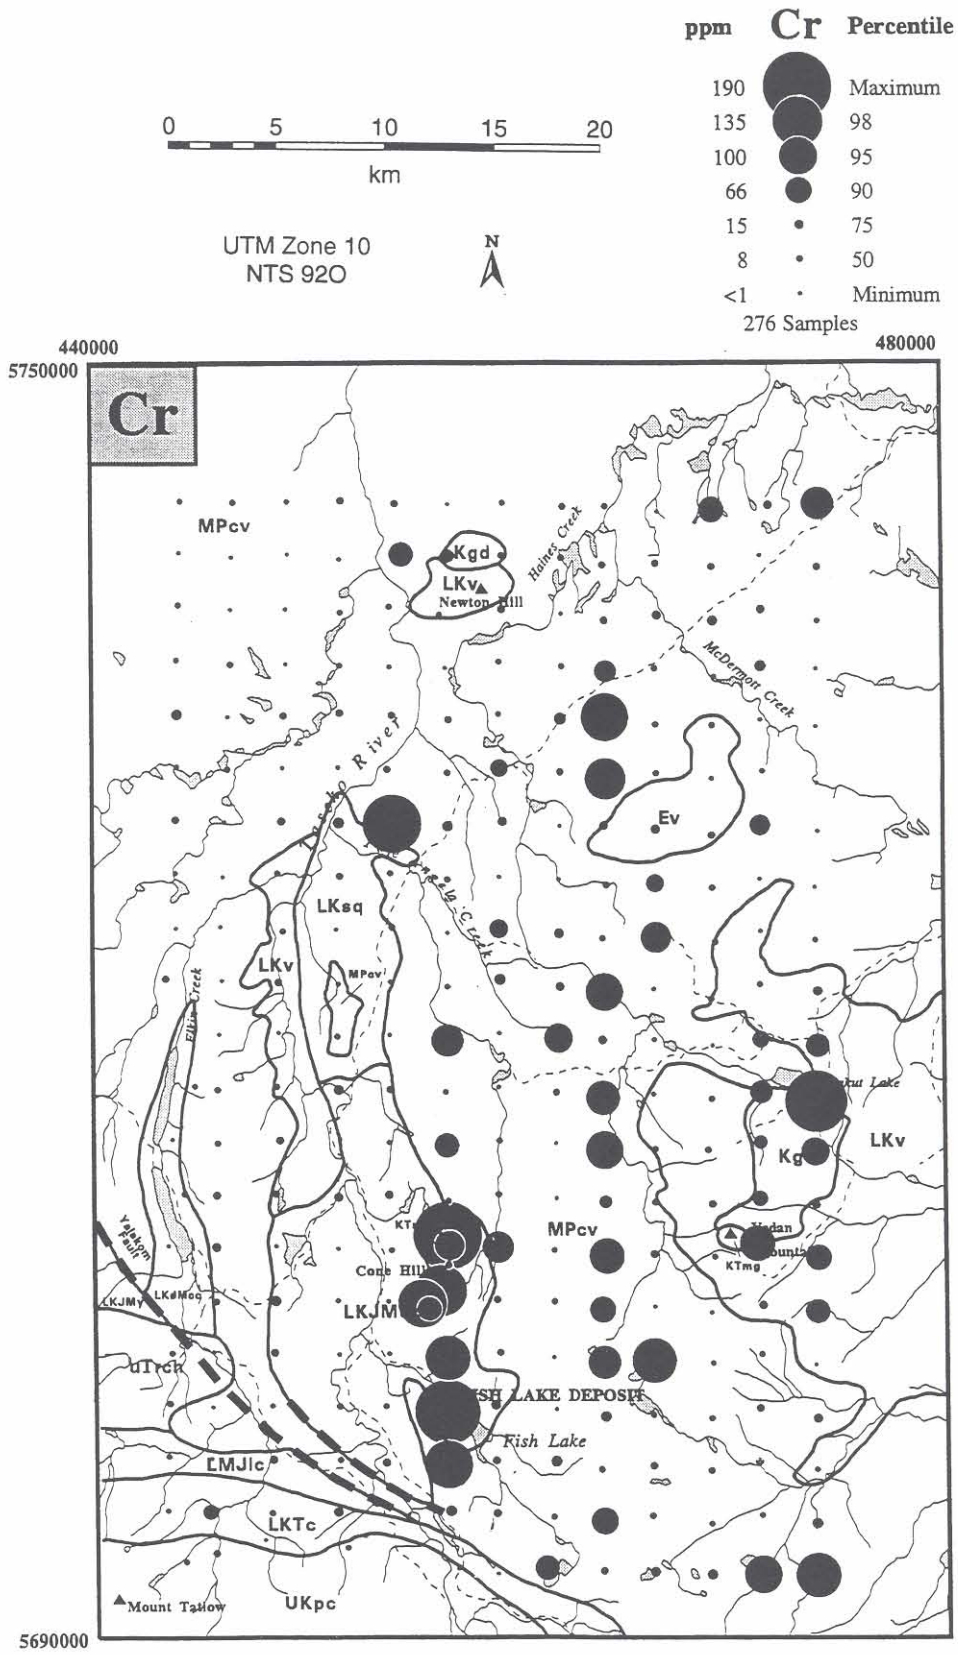 ppm Cr Percentile
190 Maximum
135 98
100 95
66 90
15 75
8 50
<1 Minimum
276 Samples
0 5 10 15 20
km
UTM Zone 10
NTS 92O
N
440000 480000
5750000
Cr
MPcv
Kgd
LKv
Newton Hill
Haines Creek
McDermott Creek
River
Ev
Creek
LKsq
LKv
MPcv
Elkin Creek
Lake
LKv
Kg
MPcv
Yalakom
Fault
Cone Hill
KTmg
LKJM
uTrch
FISH LAKE DEPOSIT
Fish Lake
LMJIc
LKTc
UKpc
Mount Tatlow
5690000